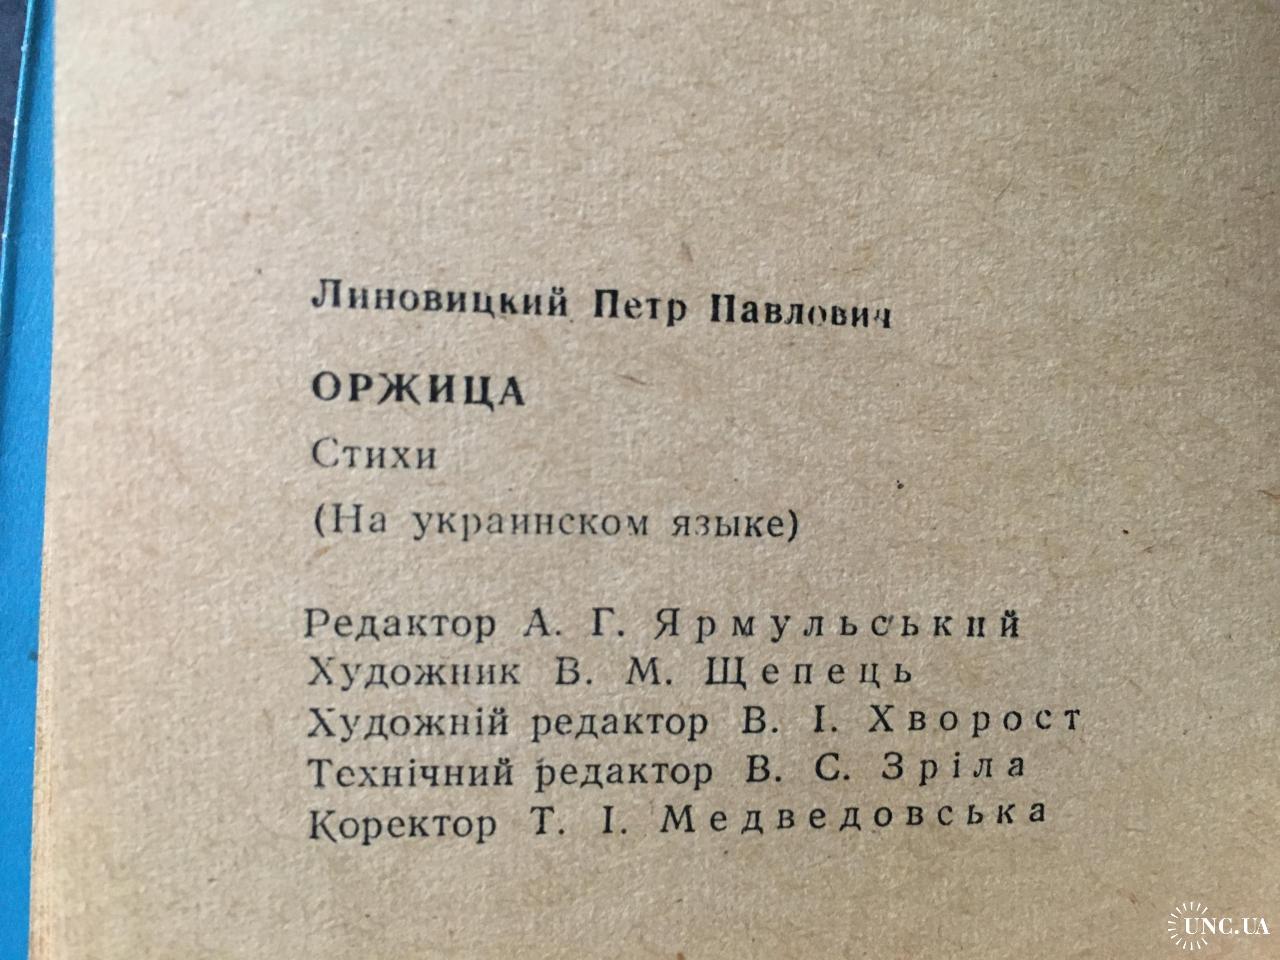 Линовицкий Петр Павлович
ОРЖИЦА
Стихи
(На украинском языке)
Редактор А. Г. Ярмульський
Художник В. М. Щепець
Художній редактор В. І. Хворост
Технічний редактор В. С. Зріла
Коректор Т. І. Медведовська
UNC.UA